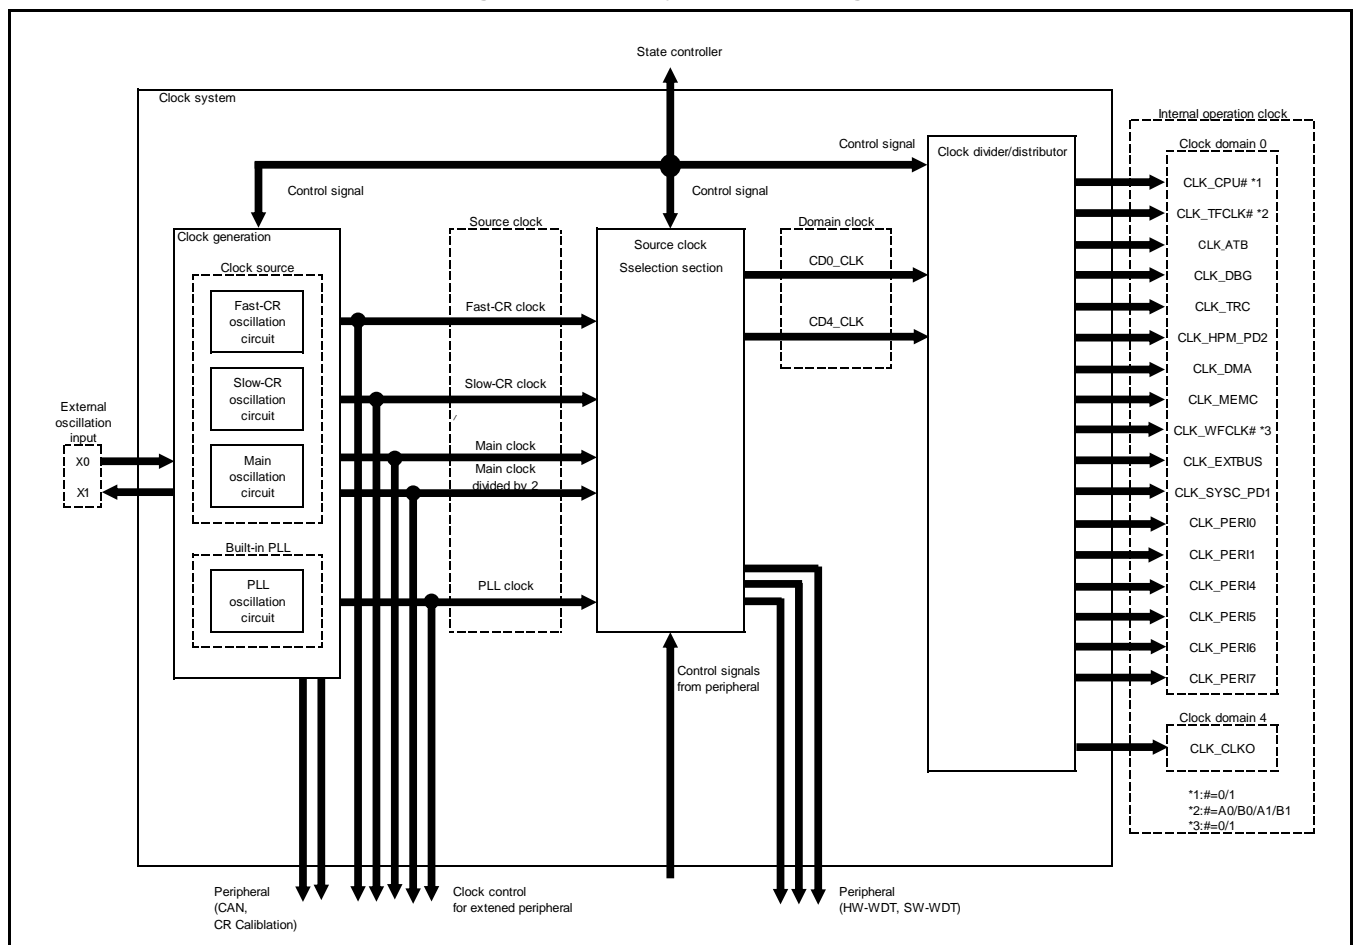 State controller
Clock system
Internal operation clock
Control signal
Clock divider/distributor
Clock domain 0
Control signal
Control signal
CLK_CPU# *1
CLK_TFCLK# *2
CLK_ATB
CLK_DBG
CLK_TRC
CLK_HPM_PD2
CLK_DMA
CLK_MEMC
CLK_WFCLK# *3
CLK_EXTBUS
CLK_SYSC_PD1
CLK_PERI0
CLK_PERI1
CLK_PERI4
CLK_PERI5
CLK_PERI6
CLK_PERI7
Clock domain 4
CLK_CLKO
*1:#=0/1
*2:#=A0/B0/A1/B1
*3:#=0/1
Clock generation
Clock source
Fast-CR
oscillation
circuit
Slow-CR
oscillation
circuit
Main
oscillation
circuit
Built-in PLL
PLL
oscillation
circuit
External
oscillation
input
X0
X1
Source clock
Fast-CR clock
Slow-CR clock
Main clock
Main clock
divided by 2
PLL clock
Source clock
Sselection section
Domain clock
CD0_CLK
CD4_CLK
Control signals
from peripheral
Peripheral
(CAN,
CR Caliblation)
Clock control
for extened peripheral
Peripheral
(HW-WDT, SW-WDT)